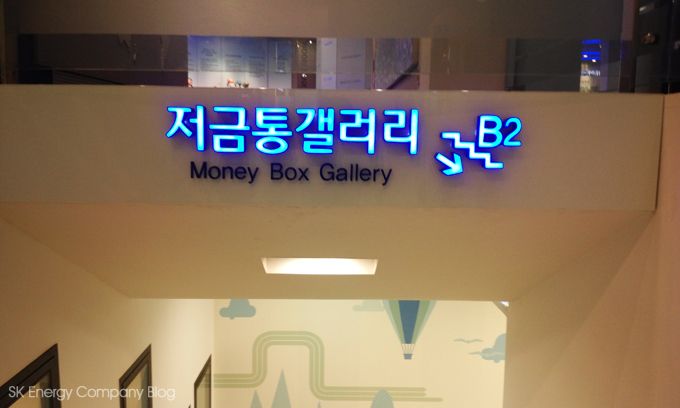 저금통갤러리 B2
Money Box Gallery
SK Energy Company Blog